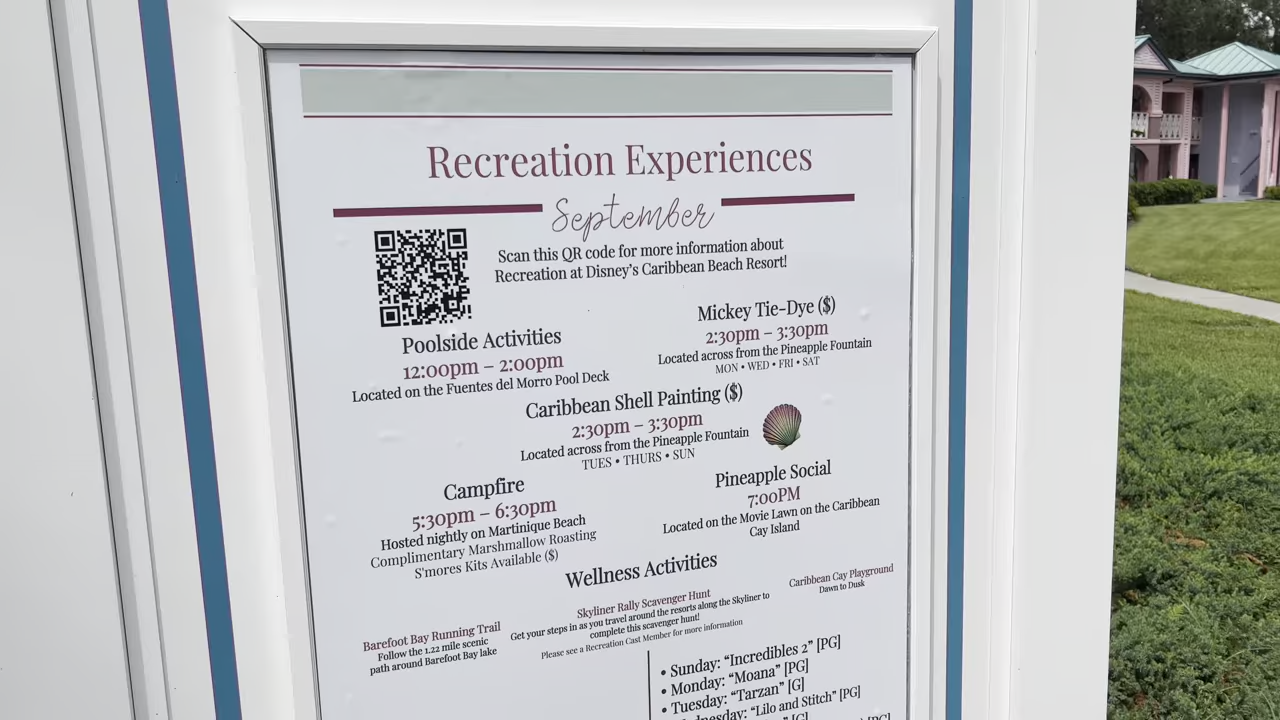 Recreation Experiences
September
Scan this QR code for more information about
Recreation at Disney's Caribbean Beach Resort!
Poolside Activities
12:00pm – 2:00pm
Located on the Fuentes del Morro Pool Deck
Mickey Tie-Dye ($)
2:30pm – 3:30pm
Located across from the Pineapple Fountain
MON • WED • FRI • SAT
Caribbean Shell Painting ($)
2:30pm – 3:30pm
Located across from the Pineapple Fountain
TUES • THURS • SUN
Campfire
5:30pm – 6:30pm
Hosted nightly on Martinique Beach
Complimentary Marshmallow Roasting
S'mores Kits Available ($)
Pineapple Social
7:00PM
Located on the Movie Lawn on the Caribbean
Cay Island
Wellness Activities
Barefoot Bay Running Trail
Follow the 1.22 mile scenic
path around Barefoot Bay lake
Skyliner Rally Scavenger Hunt
Get your steps in as you travel around the resorts along the Skyliner to
complete this scavenger hunt!
Please see a Recreation Cast Member for more information
Caribbean Cay Playground
Dawn to Dusk
• Sunday: “Incredibles 2” [PG]
• Monday: “Moana” [PG]
• Tuesday: “Tarzan” [G]
“Lilo and Stitch” [PG]